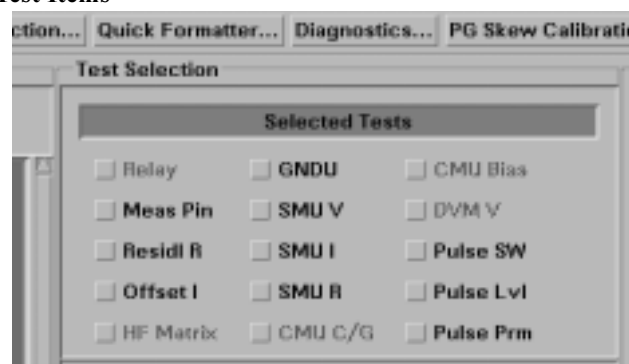 Test Items
ction... Quick Formatter... Diagnostics... PG Skew Calibrati
Test Selection
Selected Tests
Relay GNDU CMU Bias
Meas Pin SMU V DVM V
Residl R SMU I Pulse SW
Offset I SMU R Pulse Lvl
HF Matrix CMU C/G Pulse Prm